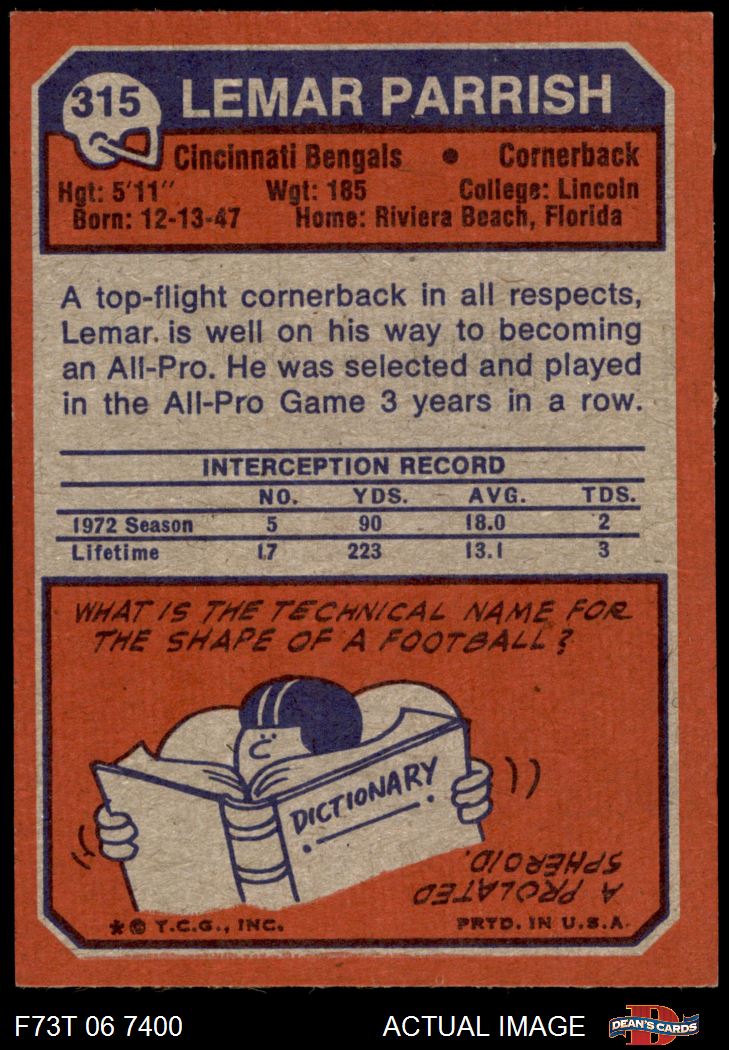 315
LEMAR PARRISH
Cincinnati Bengals • Cornerback
Hgt: 5'11" Wgt: 185 College: Lincoln
Born: 12-13-47 Home: Riviera Beach, Florida
A top-flight cornerback in all respects,
Lemar. is well on his way to becoming
an All-Pro. He was selected and played
in the All-Pro Game 3 years in a row.
INTERCEPTION RECORD
NO. YDS. AVG. TDS.
1972 Season 5 90 18.0 2
Lifetime 17 223 13.1 3
WHAT IS THE TECHNICAL NAME FOR
THE SHAPE OF A FOOTBALL?
DICTIONARY
A PROLATED
SPHEROID.
* © T.C.G., INC. PRTD. IN U.S.A.
F73T 06 7400 ACTUAL IMAGE D DEAN'S CARDS